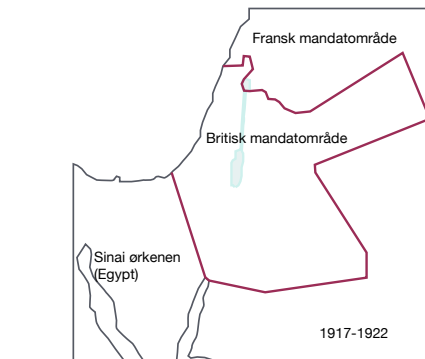 Fransk mandatområde
Britisk mandatområde
Sinai ørkenen
(Egypt)
1917-1922